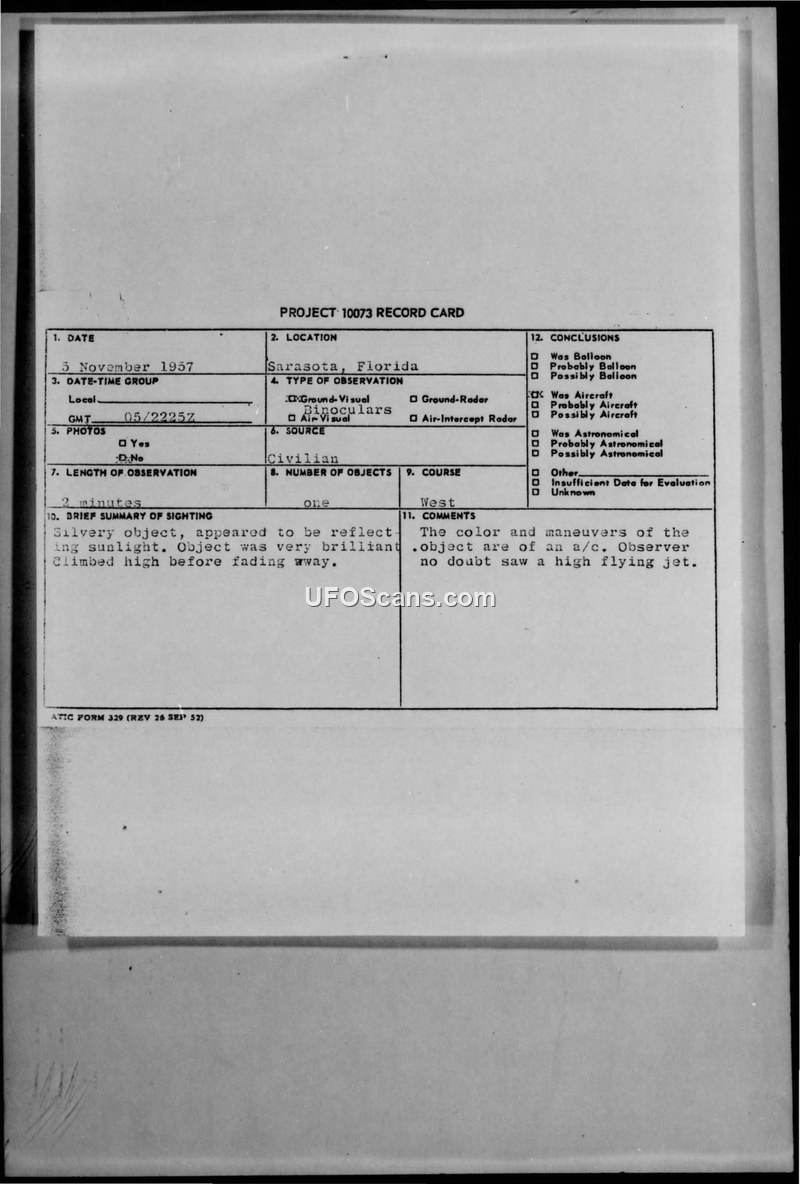 PROJECT 10073 RECORD CARD
1. DATE
5 November 1957
2. LOCATION
Sarasota, Florida
12. CONCLUSIONS
□ Was Balloon
□ Probably Balloon
□ Possibly Balloon
□X Was Aircraft
□ Probably Aircraft
□ Possibly Aircraft
□ Was Astronomical
□ Probably Astronomical
□ Possibly Astronomical
□ Other
□ Insufficient Data for Evaluation
□ Unknown
3. DATE-TIME GROUP
Local
GMT 05/2225Z
4. TYPE OF OBSERVATION
□X Ground-Visual □ Ground-Radar
Binoculars
□ Air-Visual □ Air-Intercept Radar
5. PHOTOS
□ Yes
□ No
6. SOURCE
Civilian
7. LENGTH OF OBSERVATION
2 minutes
8. NUMBER OF OBJECTS
one
9. COURSE
West
10. BRIEF SUMMARY OF SIGHTING
Silvery object, appeared to be reflect-
ing sunlight. Object was very brilliant
Climbed high before fading away.
11. COMMENTS
The color and maneuvers of the
object are of an a/c. Observer
no doubt saw a high flying jet.
UFOScans.com
ATIC FORM 329 (REV 26 SEP 52)